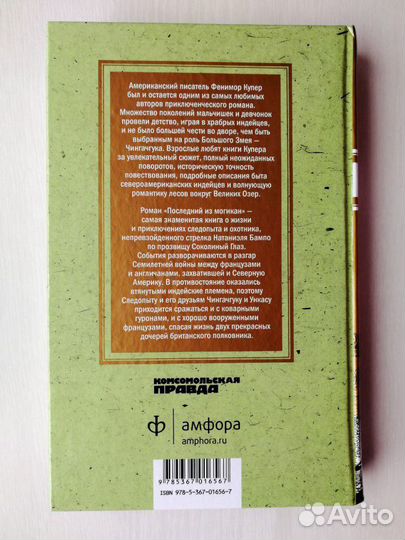 Американский писатель Фенимор Купер
был и остается одним из самых любимых
авторов приключенческого романа.
Множество поколений мальчишек и девчонок
провели детство, играя в храбрых индейцев,
и не было большей чести во дворе, чем быть
выбранным на роль Большого Змея —
Чингачгука. Взрослые любят книги Купера
за увлекательный сюжет, полный неожиданных
поворотов, историческую точность
повествования, подробные описания быта
североамериканских индейцев и волнующую
романтику лесов вокруг Великих Озер.
Роман «Последний из могикан» —
самая знаменитая книга о жизни
и приключениях следопыта и охотника,
непревзойденного стрелка Натаниэля Бампо
по прозвищу Соколиный Глаз.
События разворачиваются в разгар
Семилетней войны между французами
и англичанами, захватившей и Северную
Америку. В противостояние оказались
втянутыми индейские племена, поэтому
Следопыту и его друзьям Чингачгуку и Ункасу
приходится сражаться и с коварными
гуронами, и с хорошо вооруженными
французами, спасая жизнь двух прекрасных
дочерей британского полковника.
КОМСОМОЛЬСКАЯ
ПРАВДА
амфора
amphora.ru
9 785367 016567
ISBN 978-5-367-01656-7
Avito